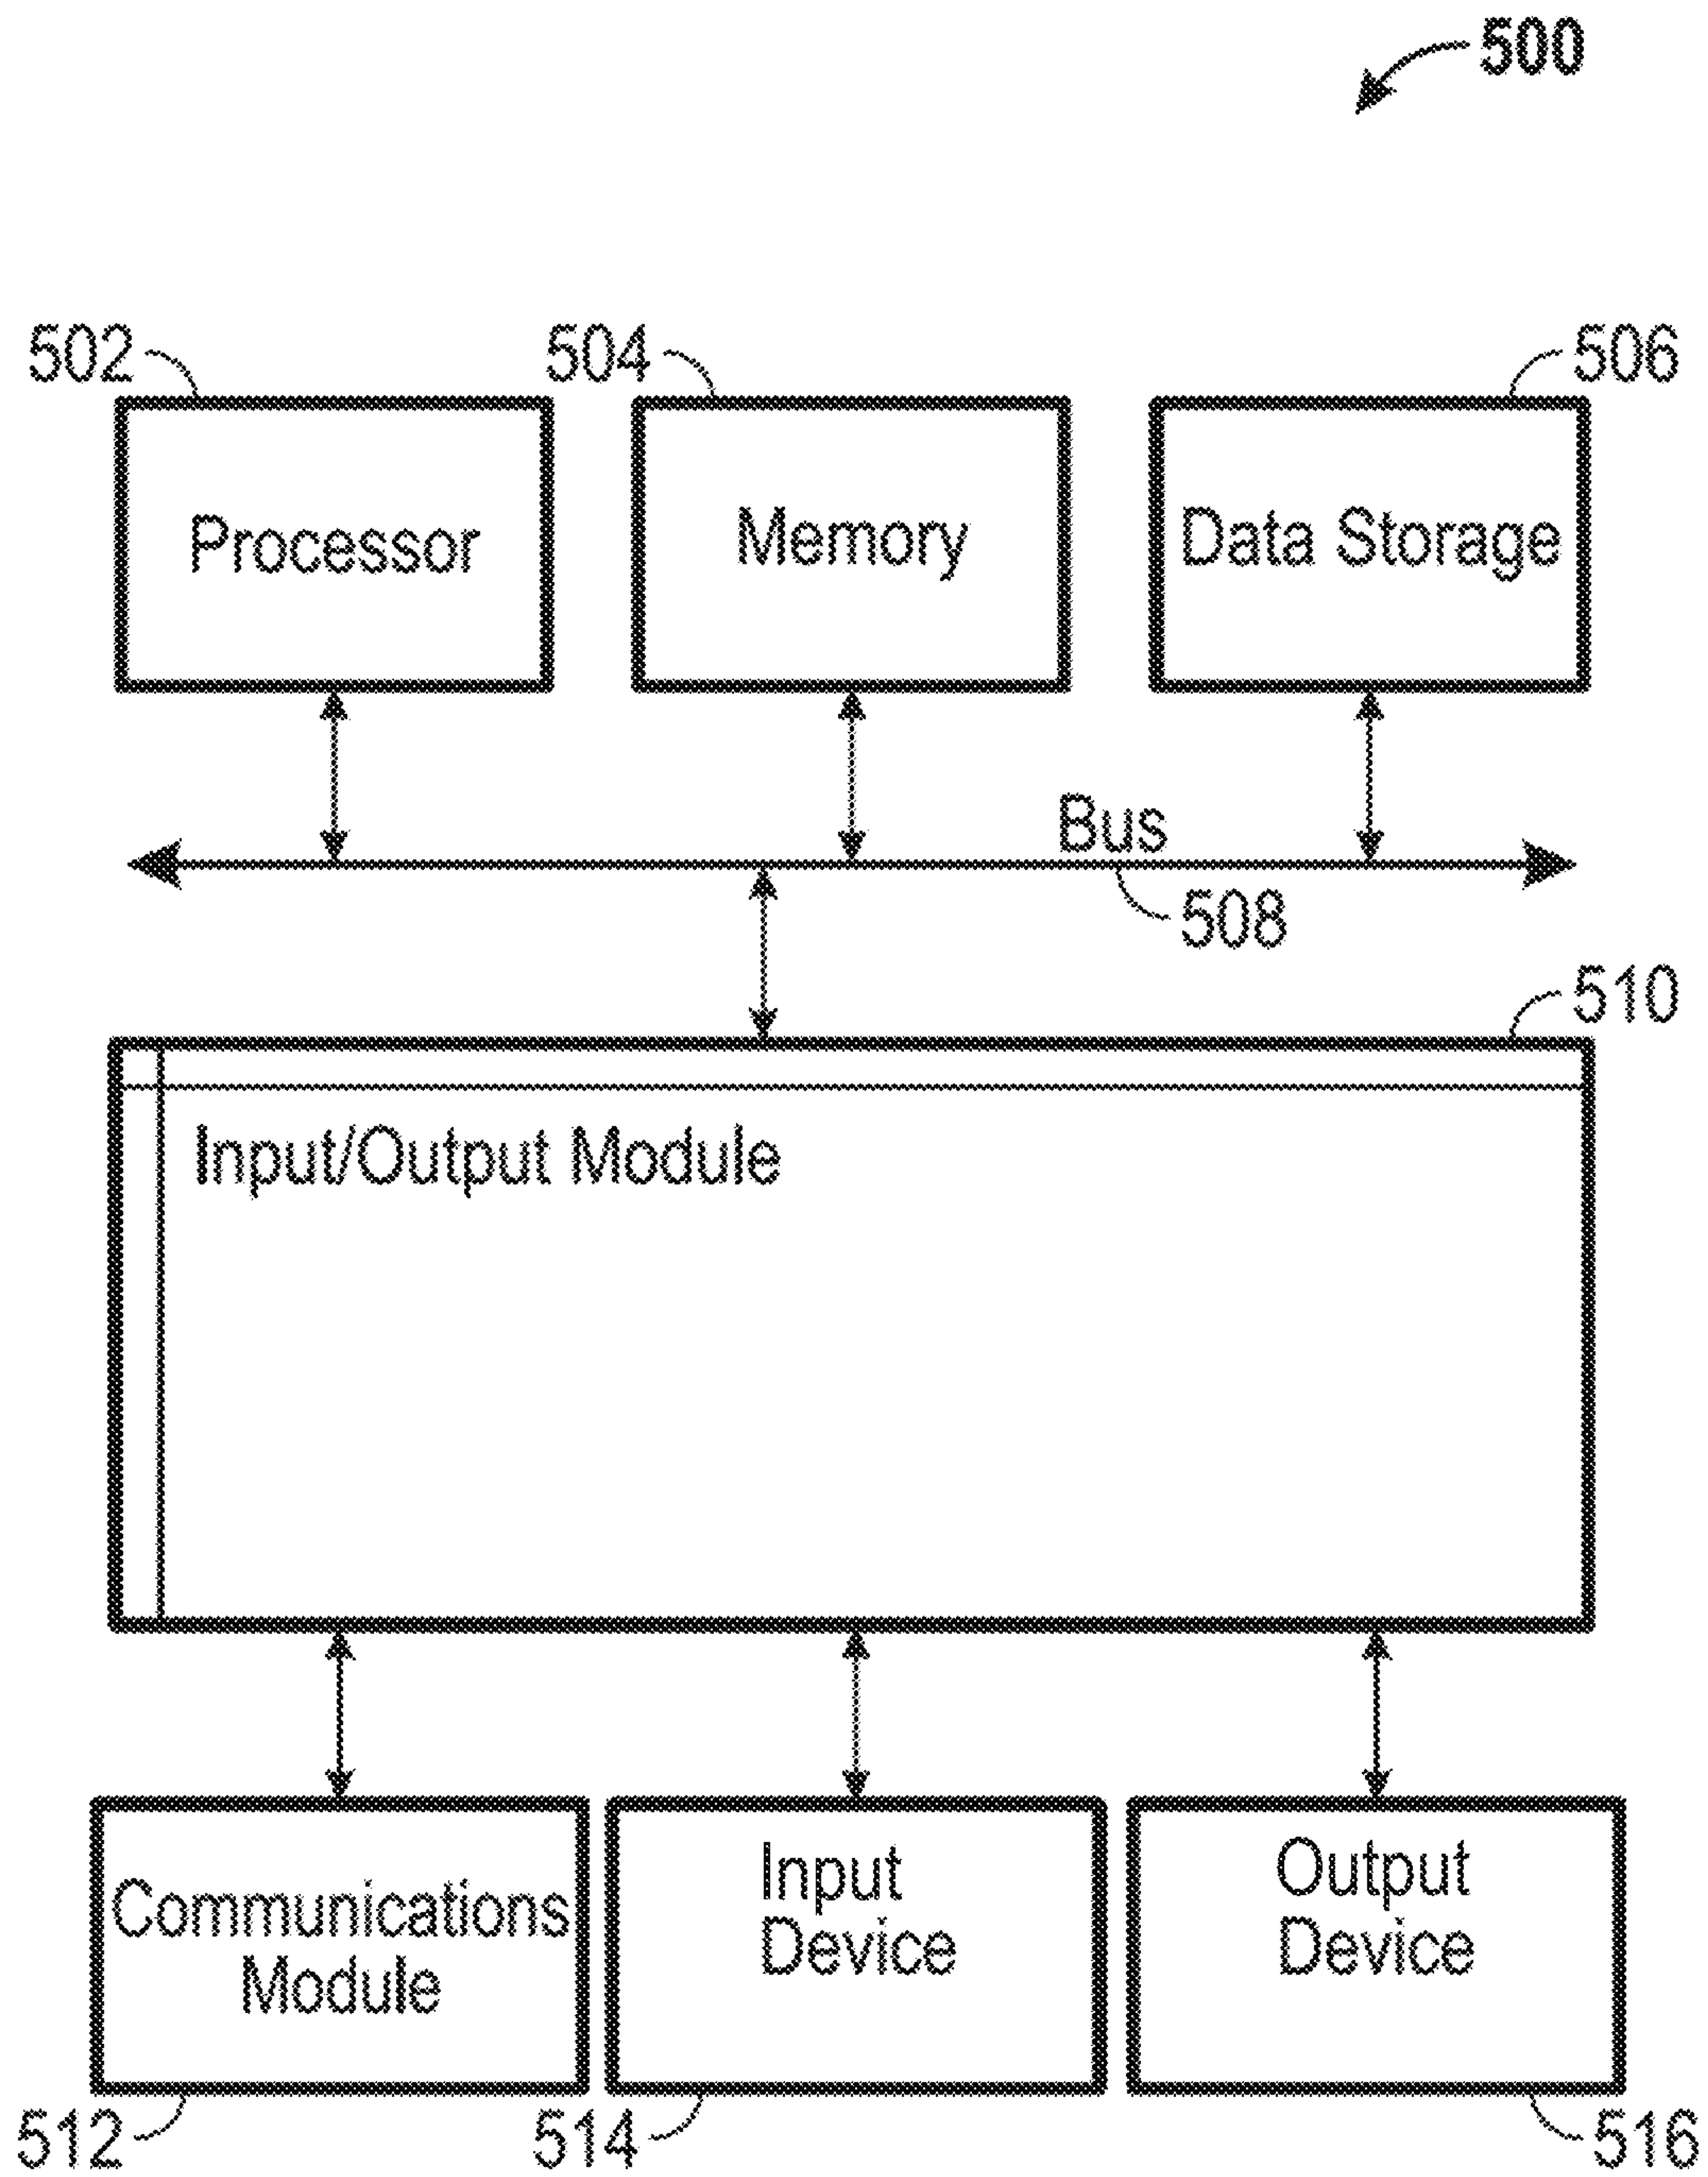 500
502
504
506
Processor
Memory
Data Storage
Bus
508
510
Input/Output Module
Communications
Module
Input
Device
Output
Device
512
514
516